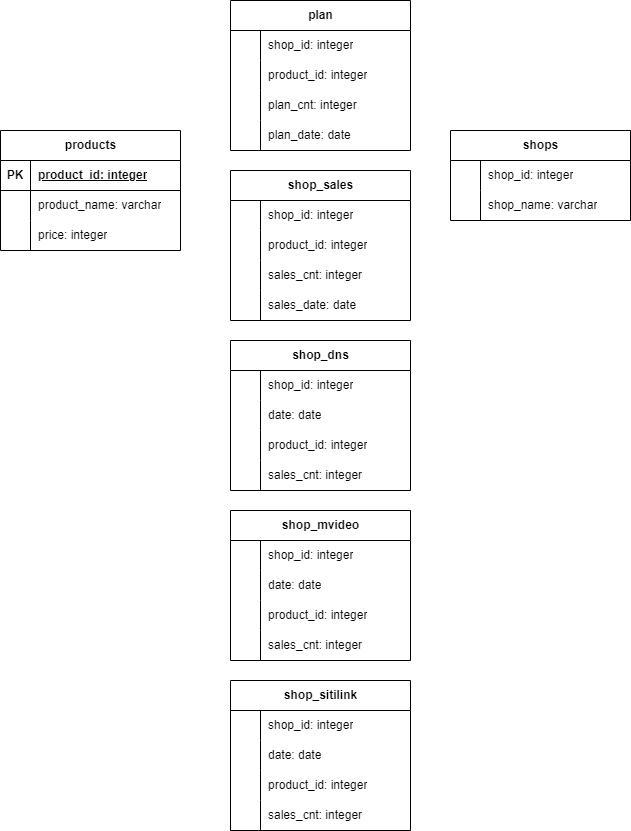 plan
shop_id: integer
product_id: integer
plan_cnt: integer
plan_date: date
products
PK product_id: integer
product_name: varchar
price: integer
shops
shop_id: integer
shop_name: varchar
shop_sales
shop_id: integer
product_id: integer
sales_cnt: integer
sales_date: date
shop_dns
shop_id: integer
date: date
product_id: integer
sales_cnt: integer
shop_mvideo
shop_id: integer
date: date
product_id: integer
sales_cnt: integer
shop_sitilink
shop_id: integer
date: date
product_id: integer
sales_cnt: integer